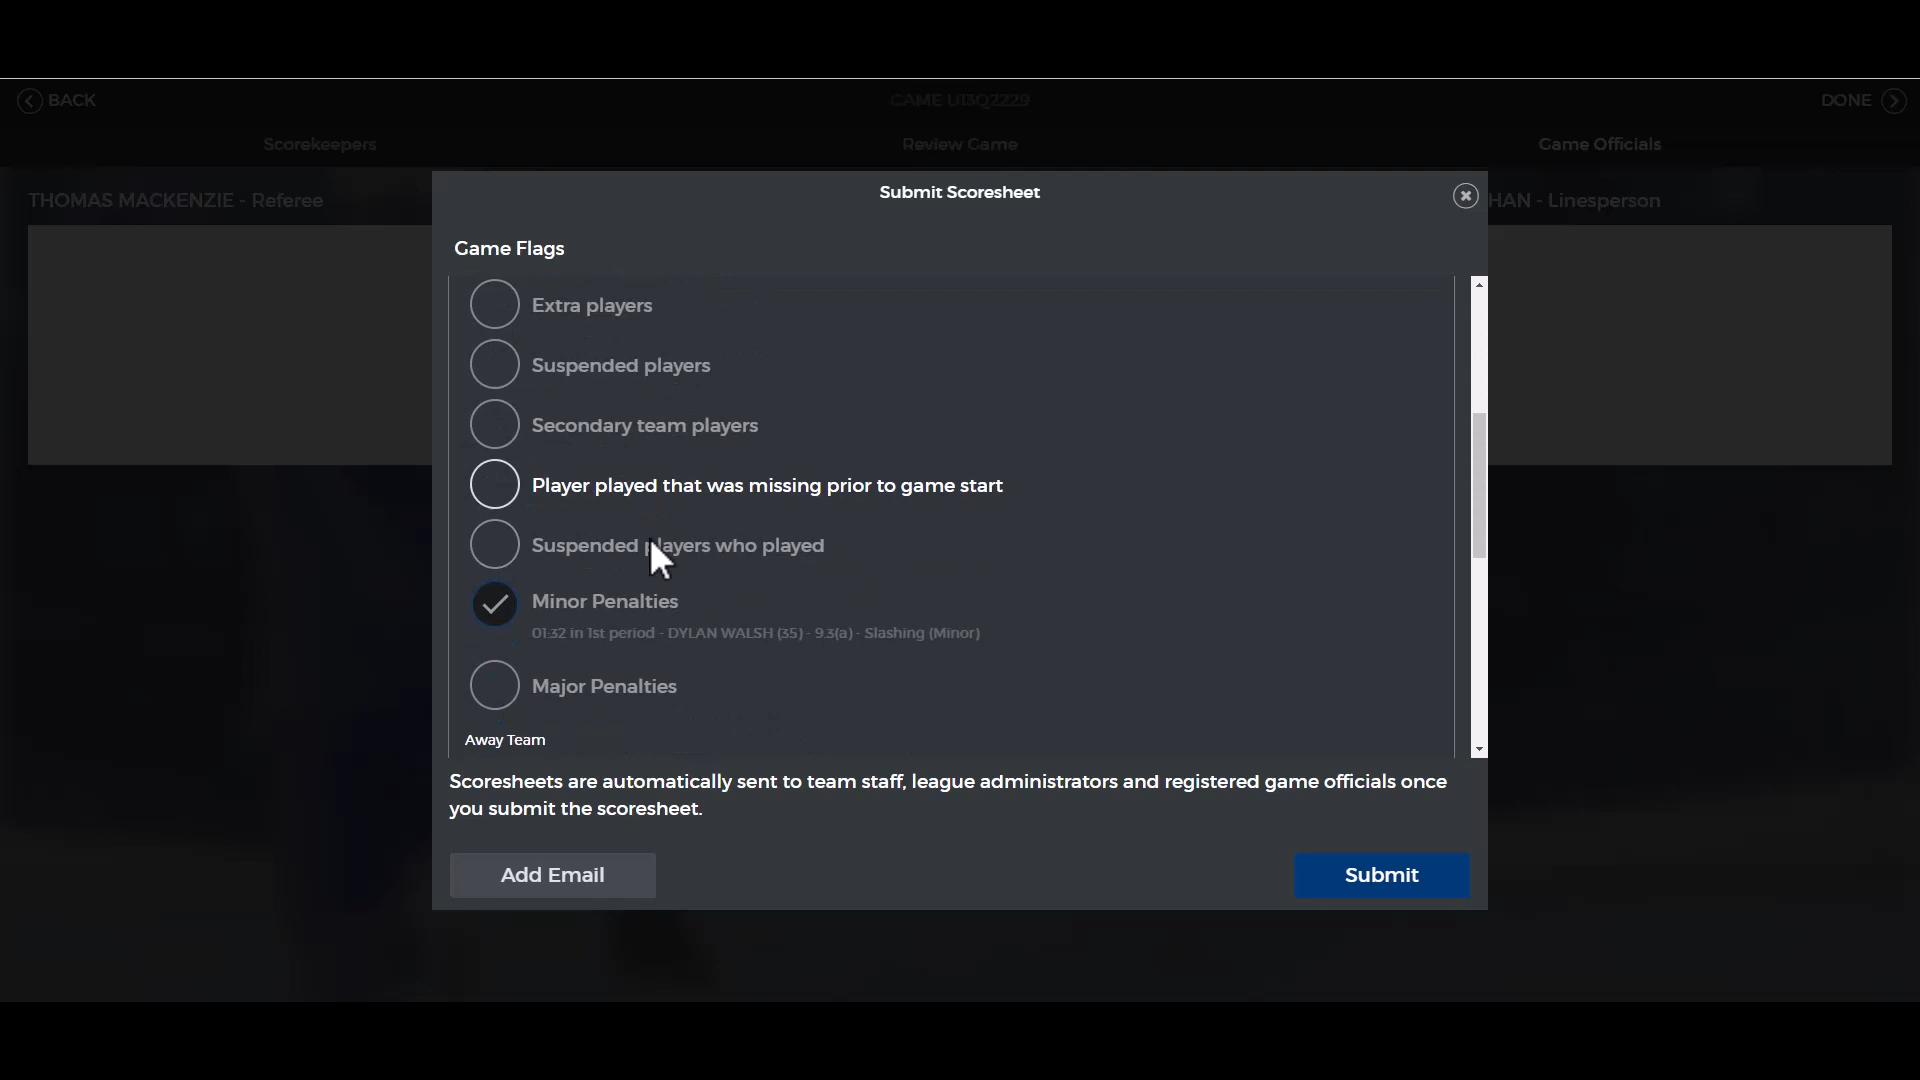 BACK
GAME U13Q2229
DONE
Scorekeepers
Review Game
Game Officials
THOMAS MACKENZIE - Referee
Submit Scoresheet
HAN - Linesperson
Game Flags
Extra players
Suspended players
Secondary team players
Player played that was missing prior to game start
Suspended players who played
Minor Penalties
01:32 in 1st period - DYLAN WALSH (35) - 9.3(a) - Slashing (Minor)
Major Penalties
Away Team
Scoresheets are automatically sent to team staff, league administrators and registered game officials once
you submit the scoresheet.
Add Email
Submit